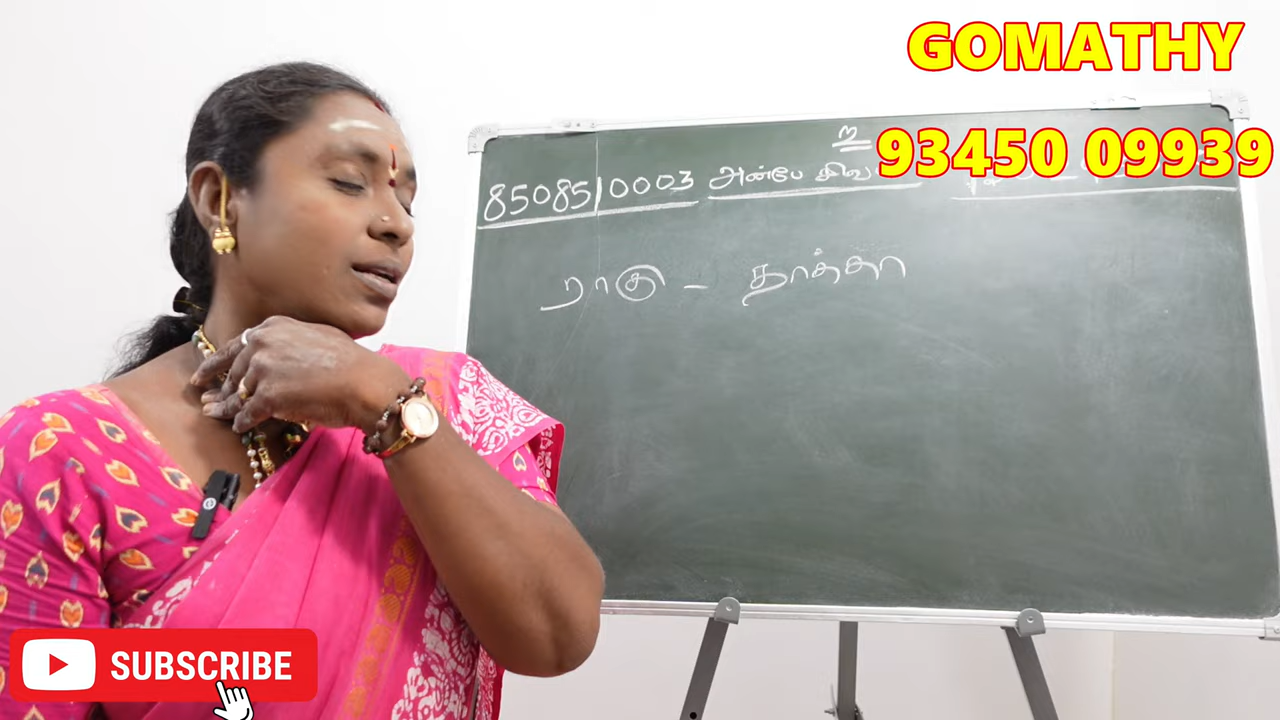 GOMATHY
உ
93450 09939
8508510003 அன்பே சிவ
ராகு - தாக்கா
SUBSCRIBE